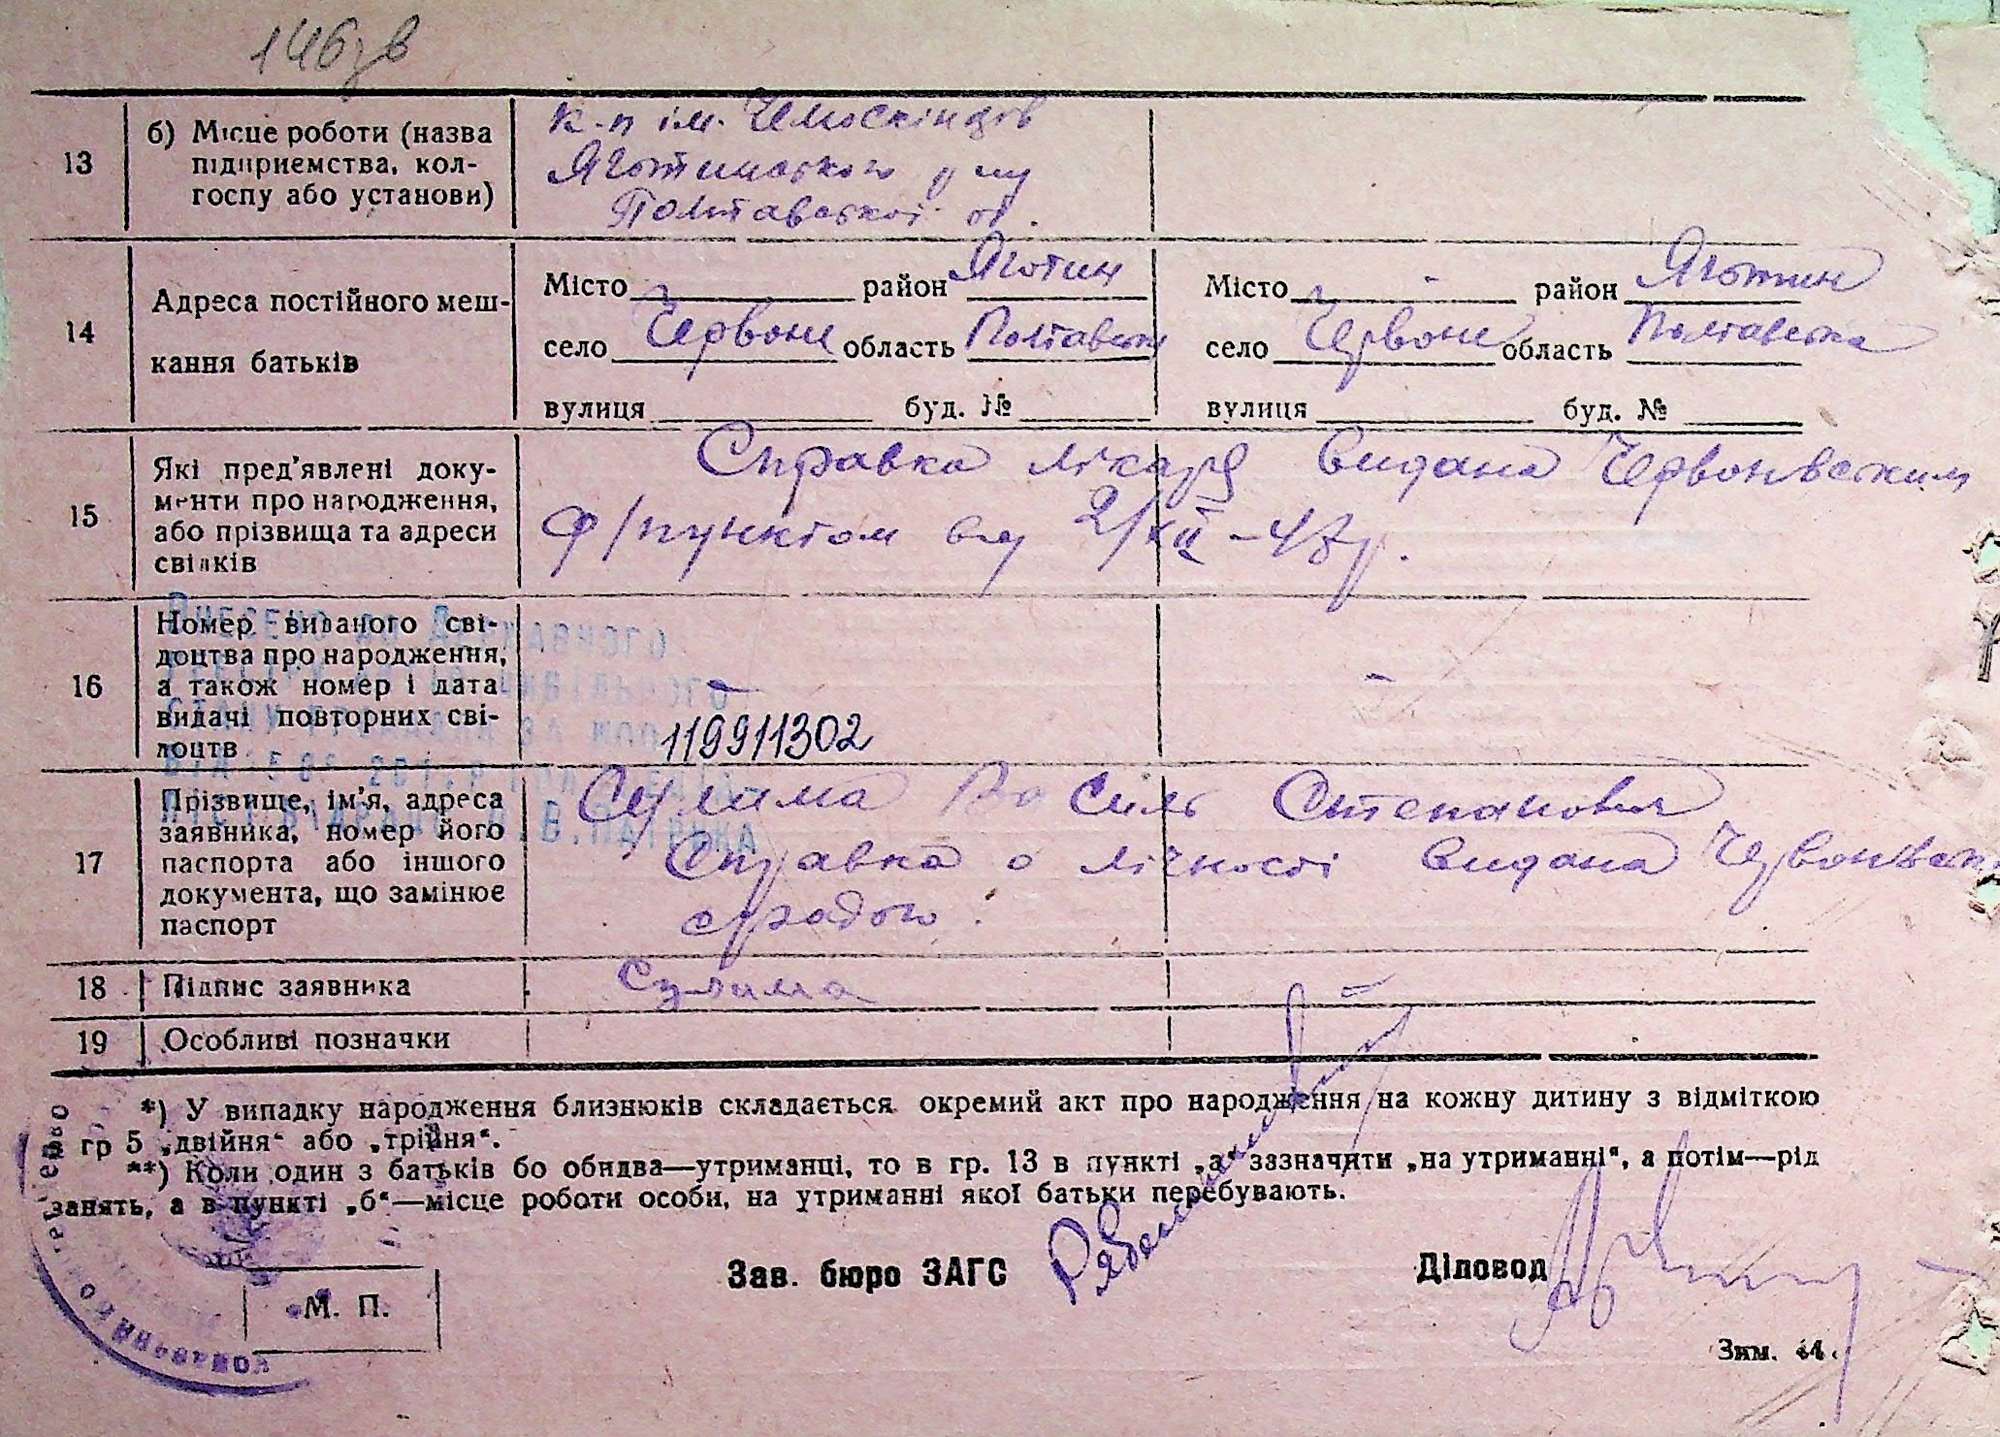 146зв
13
б) Місце роботи (назва
підприємства, кол-
госпу або установи)
к-п ім. Челюскінців
Яготинського р-ну
Полтавської об.
14
Адреса постійного меш-
кання батьків
Місто район Яготин
село Червоне область Полтавськ
вулиця буд. №
Місто - район Яготин
село Червоне область Полтавська
вулиця буд. №
15
Які пред'явлені доку-
менти про народження,
або прізвища та адреси
свідків
Справка лікаря видана Червонівським
ф/пунктом від 2/XII-47р.
16
Номер виданого сві-
доцтва про народження,
а також номер і дата
видачі повторних сві-
доцтв
119911302
17
Прізвище, ім'я, адреса
заявника, номер його
паспорта або іншого
документа, що замінює
паспорт
Сулима Василь Степанович
Справка о лічності видана Червонівськ
с/радою.
18
Підпис заявника
Сулима
19
Особливі позначки
*) У випадку народження близнюків складається окремий акт про народження на кожну дитину з відміткою
гр 5 „двійня“ або „трійня“.
**) Коли один з батьків бо обидва—утриманці, то в гр. 13 в пункті „а“ зазначити „на утриманні“, а потім—рід
занять, а в пункті „б“—місце роботи особи, на утриманні якої батьки перебувають.
Зав. бюро ЗАГС
Діловод
М. П.
Зим. 44.